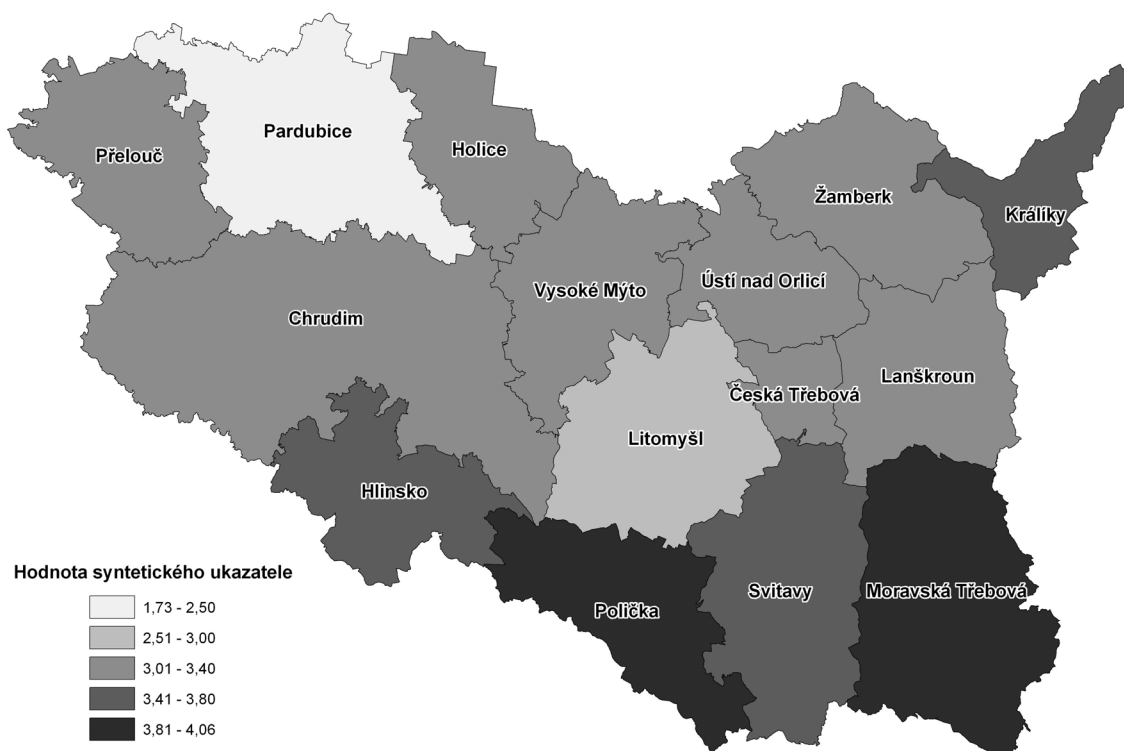 Pardubice
Přelouč
Holice
Žamberk
Králíky
Ústí nad Orlicí
Vysoké Mýto
Chrudim
Lanškroun
Česká Třebová
Litomyšl
Hlinsko
Svitavy
Moravská Třebová
Polička
Hodnota syntetického ukazatele
1,73 - 2,50
2,51 - 3,00
3,01 - 3,40
3,41 - 3,80
3,81 - 4,06